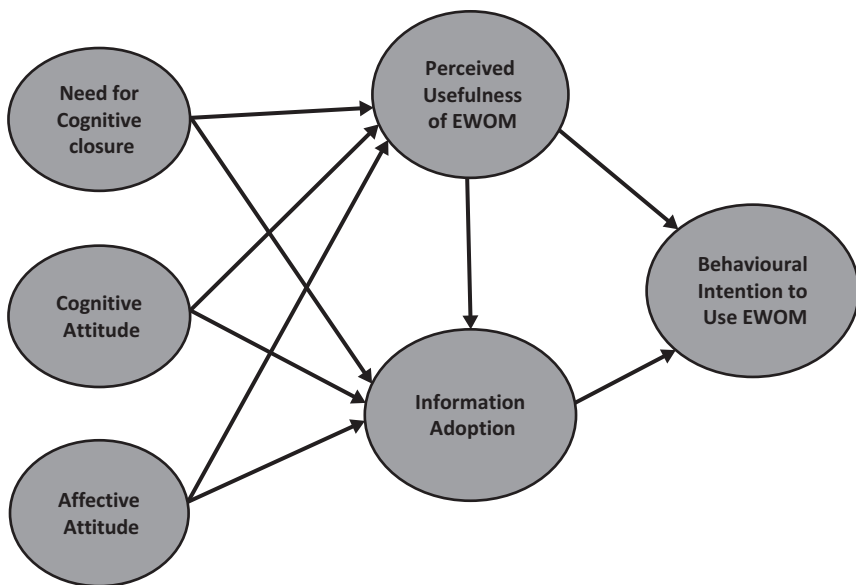 Need for
Cognitive
closure
Perceived
Usefulness
of EWOM
Cognitive
Attitude
Behavioural
Intention to
Use EWOM
Information
Adoption
Affective
Attitude